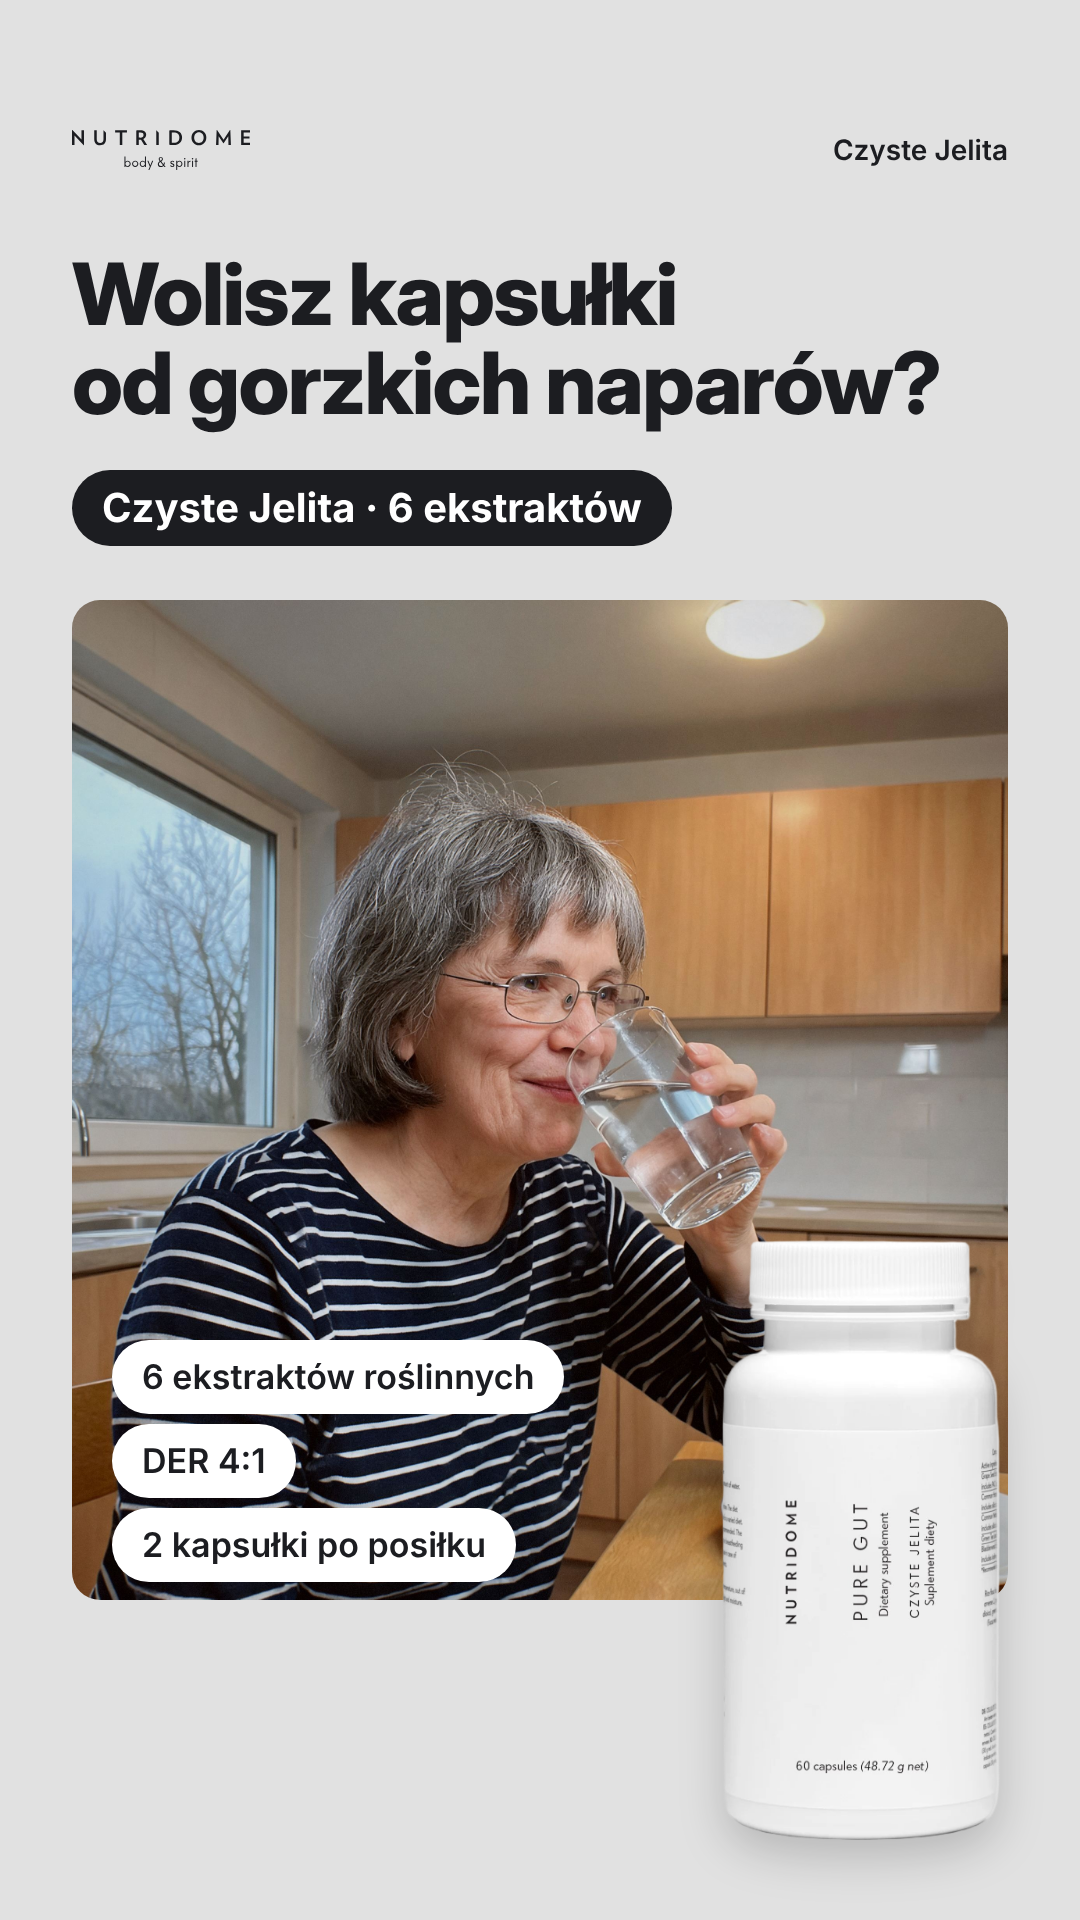 NUTRIDOME
body & spirit
Czyste Jelita
Wolisz kapsułki
od gorzkich naparów?
Czyste Jelita · 6 ekstraktów
6 ekstraktów roślinnych
DER 4:1
2 kapsułki po posiłku
NUTRIDOME
PURE GUT
Dietary supplement
CZYSTE JELITA
Suplement diety
60 capsules (48.72 g net)